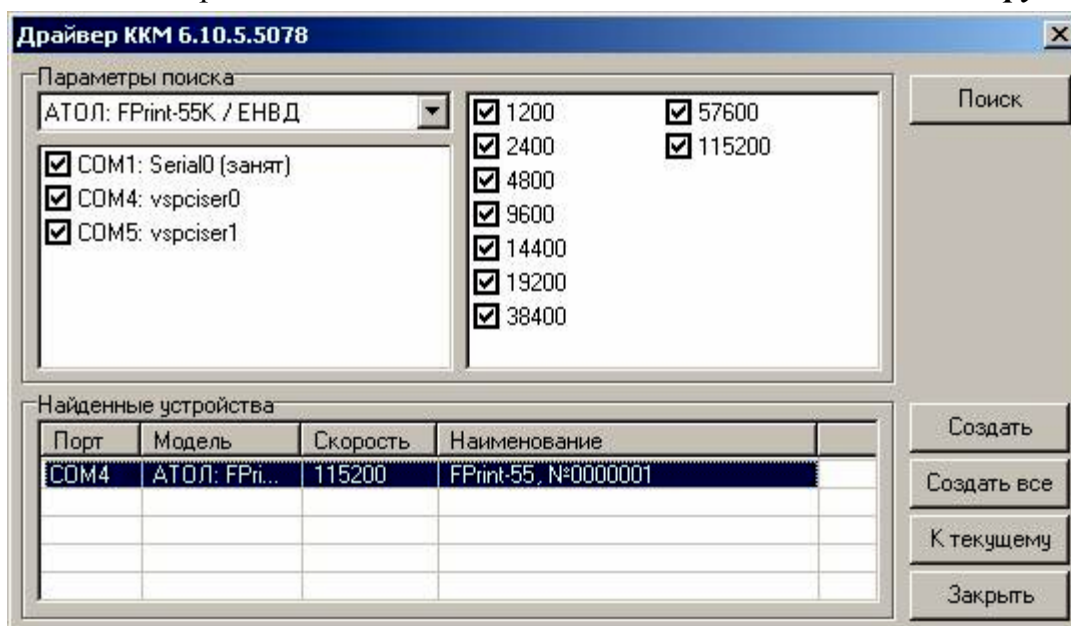 Драйвер ККМ 6.10.5.5078
Параметры поиска
АТОЛ: FPrint-55K / ЕНВД
COM1: Serial0 (занят)
COM4: vspciser0
COM5: vspciser1
1200
2400
4800
9600
14400
19200
38400
57600
115200
Поиск
Найденные устройства
Порт Модель Скорость Наименование
COM4 АТОЛ: FPri... 115200 FPrint-55, №0000001
Создать
Создать все
К текущему
Закрыть